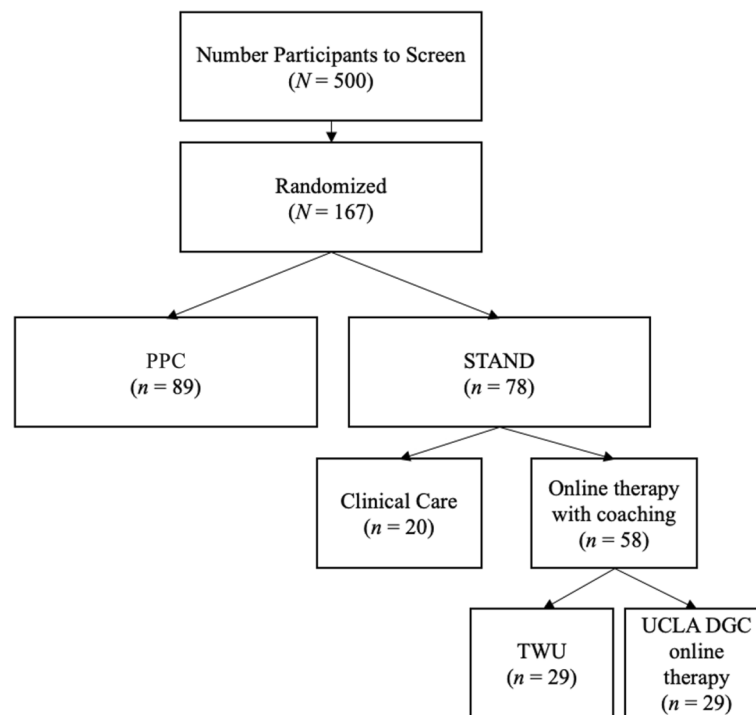 Number Participants to Screen
(N = 500)
Randomized
(N = 167)
PPC
(n = 89)
STAND
(n = 78)
Clinical Care
(n = 20)
Online therapy
with coaching
(n = 58)
TWU
(n = 29)
UCLA DGC
online
therapy
(n = 29)